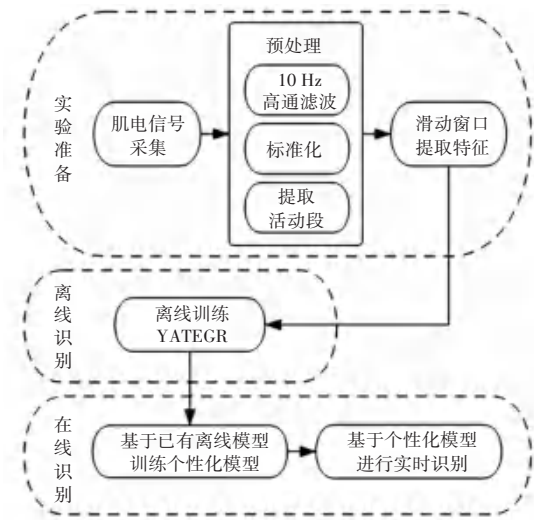 实验准备
肌电信号
采集
预处理
10 Hz
高通滤波
标准化
提取
活动段
滑动窗口
提取特征
离线识别
离线训练
YATEGR
在线识别
基于已有离线模型
训练个性化模型
基于个性化模型
进行实时识别